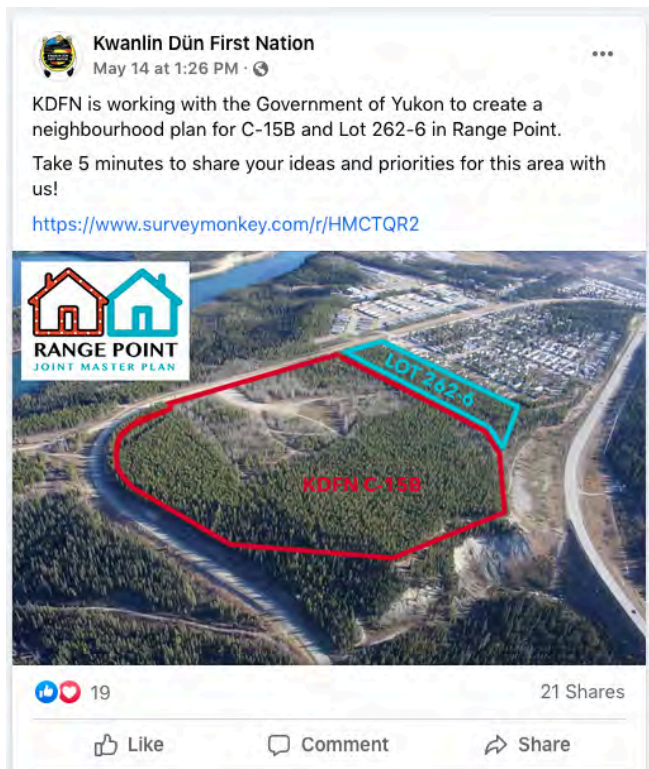 Kwanlin Dün First Nation
May 14 at 1:26 PM ·
KDFN is working with the Government of Yukon to create a
neighbourhood plan for C-15B and Lot 262-6 in Range Point.
Take 5 minutes to share your ideas and priorities for this area with
us!
https://www.surveymonkey.com/r/HMCTQR2
RANGE POINT
JOINT MASTER PLAN
LOT 262-6
KDFN C-15B
19
21 Shares
Like
Comment
Share